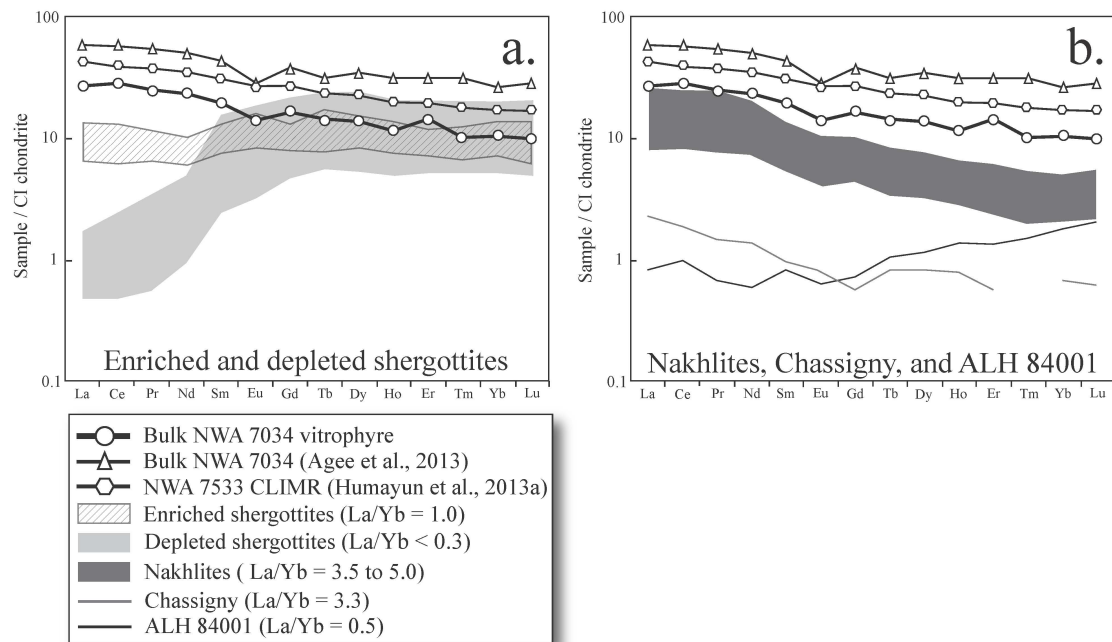 100
10
1
0.1
Sample / CI chondrite
a.
Enriched and depleted shergottites
La Ce Pr Nd Sm Eu Gd Tb Dy Ho Er Tm Yb Lu
100
10
1
0.1
Sample / CI chondrite
b.
Nakhlites, Chassigny, and ALH 84001
La Ce Pr Nd Sm Eu Gd Tb Dy Ho Er Tm Yb Lu
Bulk NWA 7034 vitrophyre
Bulk NWA 7034 (Agee et al., 2013)
NWA 7533 CLIMR (Humayun et al., 2013a)
Enriched shergottites (La/Yb = 1.0)
Depleted shergottites (La/Yb < 0.3)
Nakhlites ( La/Yb = 3.5 to 5.0)
Chassigny (La/Yb = 3.3)
ALH 84001 (La/Yb = 0.5)